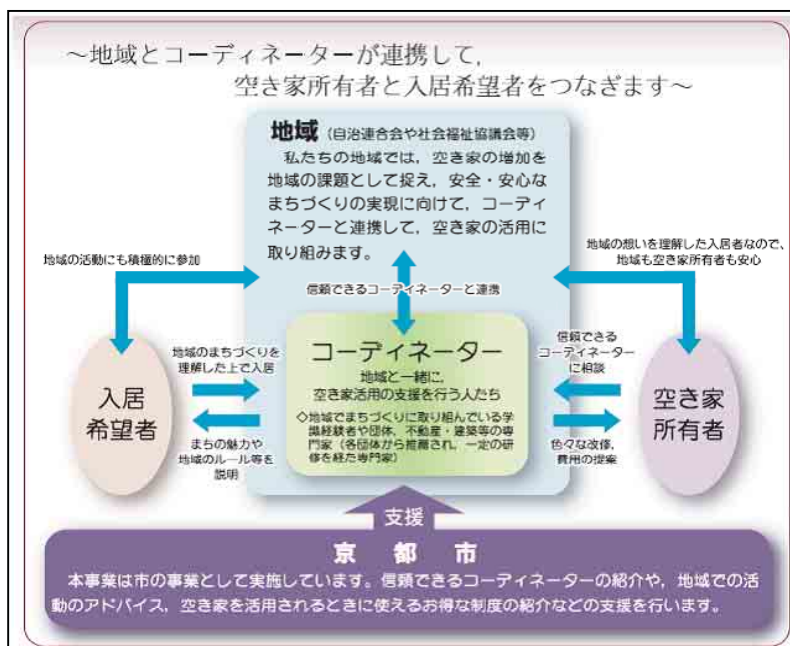 ～地域とコーディネーターが連携して，
空き家所有者と入居希望者をつなぎます～
地域（自治連合会や社会福祉協議会等）
私たちの地域では，空き家の増加を
地域の課題として捉え，安全・安心な
まちづくりの実現に向けて，コーディ
ネーターと連携して，空き家の活用に
取り組みます。
地域の活動にも積極的に参加
地域の想いを理解した入居者なので、
地域も空き家所有者も安心
信頼できるコーディネーターと連携
入居
希望者
地域のまちづくりを
理解した上で入居
まちの魅力や
地域のルール等を
説明
コーディネーター
地域と一緒に，
空き家活用の支援を行う人たち
◇地域でまちづくりに取り組んでいる学
識経験者や団体，不動産・建築等の専
門家（各団体から推薦され，一定の研
修を経た専門家）
信頼できる
コーディネーター
に相談
色々な改修，
費用の提案
空き家
所有者
支援
京都市
本事業は市の事業として実施しています。信頼できるコーディネーターの紹介や，地域での活
動のアドバイス，空き家を活用されるときに使えるお得な制度の紹介などの支援を行います。